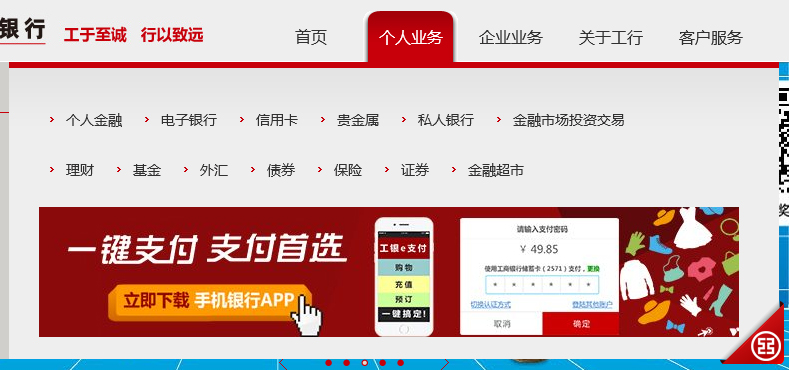 银行 工于至诚 行以致远
首页 个人业务 企业业务 关于工行 客户服务
个人金融 电子银行 信用卡 贵金属 私人银行 金融市场投资交易
理财 基金 外汇 债券 保险 证券 金融超市
一键支付 支付首选
立即下载 手机银行APP
工银e支付
购物
充值
预订
一键搞定!
请输入支付密码
¥ 49.85
使用工商银行储蓄卡(2571)支付,更换
* * * * * *
切换认证方式 登陆其他账户
取消 确定
奖